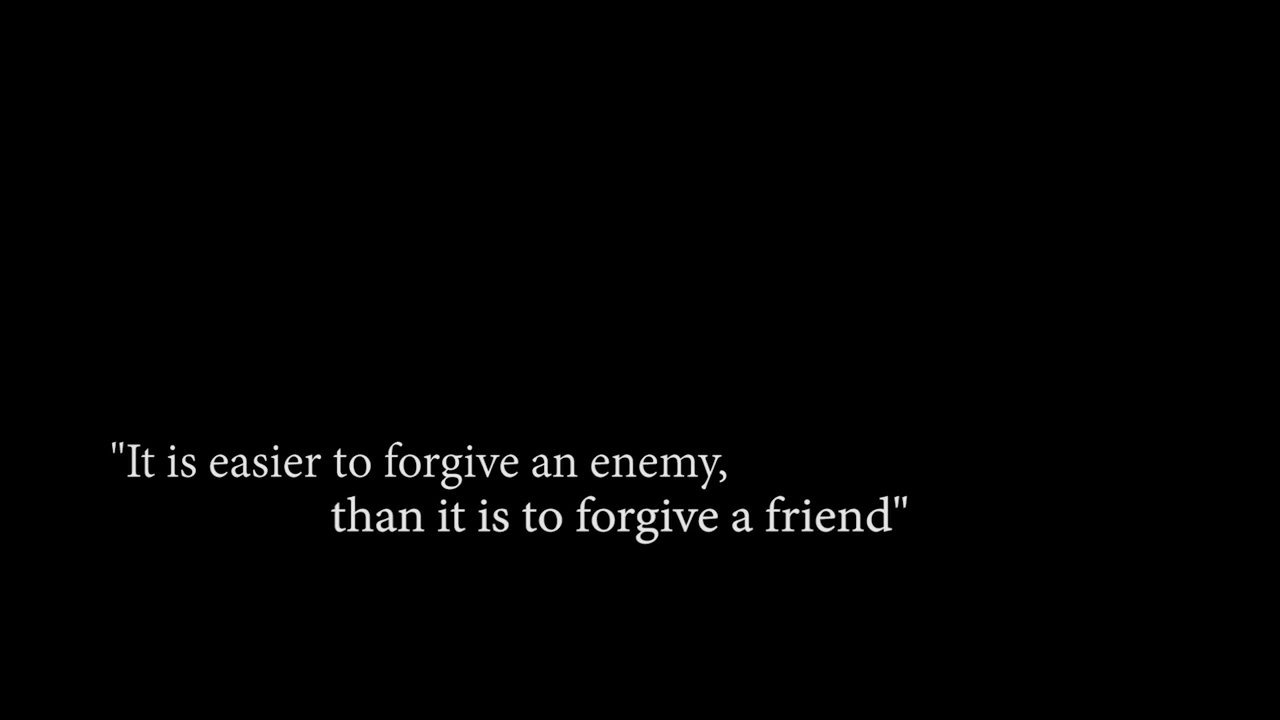 "It is easier to forgive an enemy,
than it is to forgive a friend"